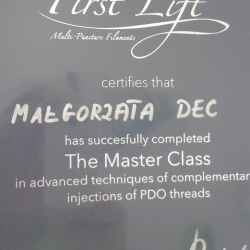 First Lift
Multi-Puncture Filaments
certifies that
MAŁGORZATA DEC
has succesfully completed
The Master Class
in advanced techniques of complementar
injections of PDO threads